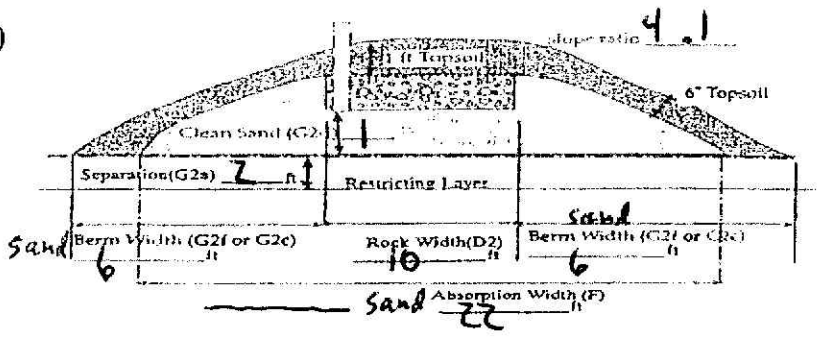 )
slope ratio 4.1
1 ft Topsoil
6" Topsoil
Clean Sand (G2 1
Separation(G2a) 2 ft
Restricting Layer
sand
Sand Berm Width (G2f or G2c) 6 ft
Rock Width(D2) 10 ft
Berm Width (G2f or G2c) 6 ft
Sand Absorption Width (F) 22 ft